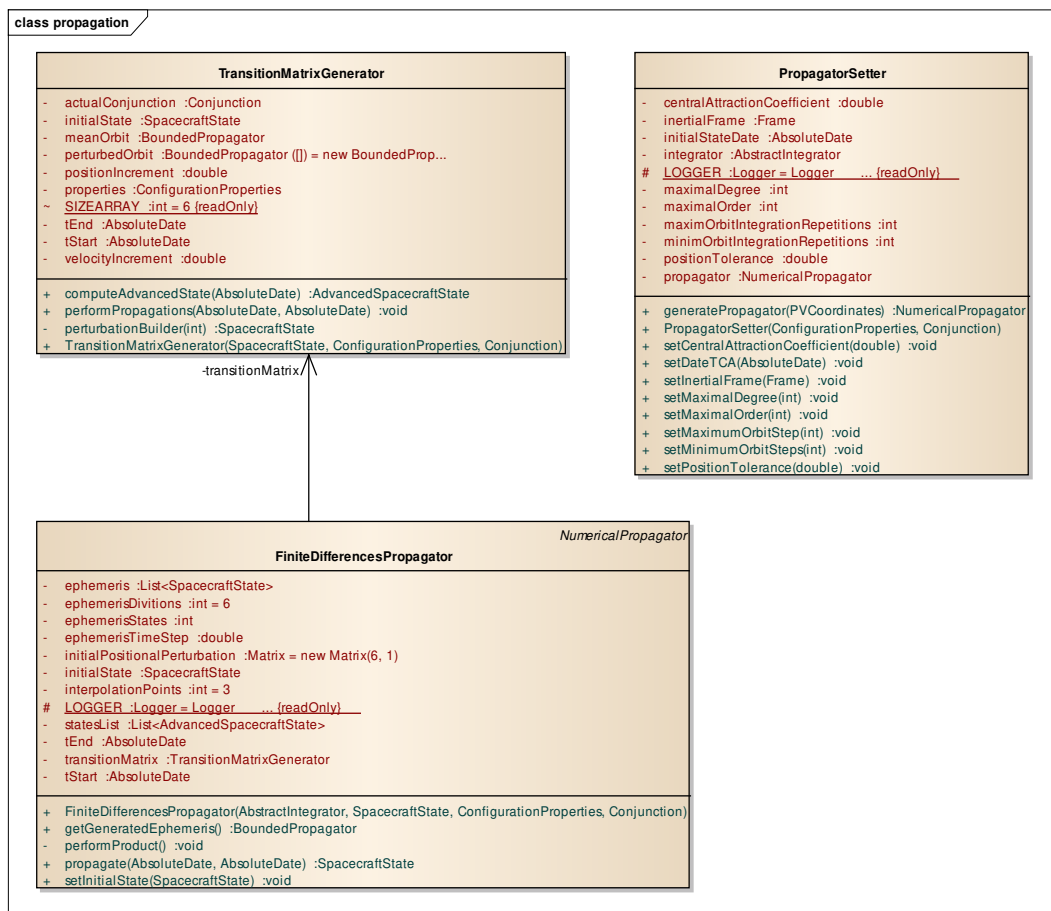 class propagation
TransitionMatrixGenerator
- actualConjunction :Conjunction
- initialState :SpacecraftState
- meanOrbit :BoundedPropagator
- perturbedOrbit :BoundedPropagator ([]) = new BoundedProp...
- positionIncrement :double
- properties :ConfigurationProperties
~ SIZEARRAY :int = 6 {readOnly}
- tEnd :AbsoluteDate
- tStart :AbsoluteDate
- velocityIncrement :double
+ computeAdvancedState(AbsoluteDate) :AdvancedSpacecraftState
+ performPropagations(AbsoluteDate, AbsoluteDate) :void
- perturbationBuilder(int) :SpacecraftState
+ TransitionMatrixGenerator(SpacecraftState, ConfigurationProperties, Conjunction)
PropagatorSetter
- centralAttractionCoefficient :double
- inertialFrame :Frame
- initialStateDate :AbsoluteDate
- integrator :AbstractIntegrator
# LOGGER :Logger = Logger ... {readOnly}
- maximalDegree :int
- maximalOrder :int
- maximOrbitIntegrationRepetitions :int
- minimOrbitIntegrationRepetitions :int
- positionTolerance :double
- propagator :NumericalPropagator
+ generatePropagator(PVCoordinates) :NumericalPropagator
+ PropagatorSetter(ConfigurationProperties, Conjunction)
+ setCentralAttractionCoefficient(double) :void
+ setDateTCA(AbsoluteDate) :void
+ setInertialFrame(Frame) :void
+ setMaximalDegree(int) :void
+ setMaximalOrder(int) :void
+ setMaximumOrbitStep(int) :void
+ setMinimumOrbitSteps(int) :void
+ setPositionTolerance(double) :void
-transitionMatrix
NumericalPropagator
FiniteDifferencesPropagator
- ephemeris :List<SpacecraftState>
- ephemerisDivitions :int = 6
- ephemerisStates :int
- ephemerisTimeStep :double
- initialPositionalPerturbation :Matrix = new Matrix(6, 1)
- initialState :SpacecraftState
- interpolationPoints :int = 3
# LOGGER :Logger = Logger ... {readOnly}
- statesList :List<AdvancedSpacecraftState>
- tEnd :AbsoluteDate
- transitionMatrix :TransitionMatrixGenerator
- tStart :AbsoluteDate
+ FiniteDifferencesPropagator(AbstractIntegrator, SpacecraftState, ConfigurationProperties, Conjunction)
+ getGeneratedEphemeris() :BoundedPropagator
- performProduct() :void
+ propagate(AbsoluteDate, AbsoluteDate) :SpacecraftState
+ setInitialState(SpacecraftState) :void